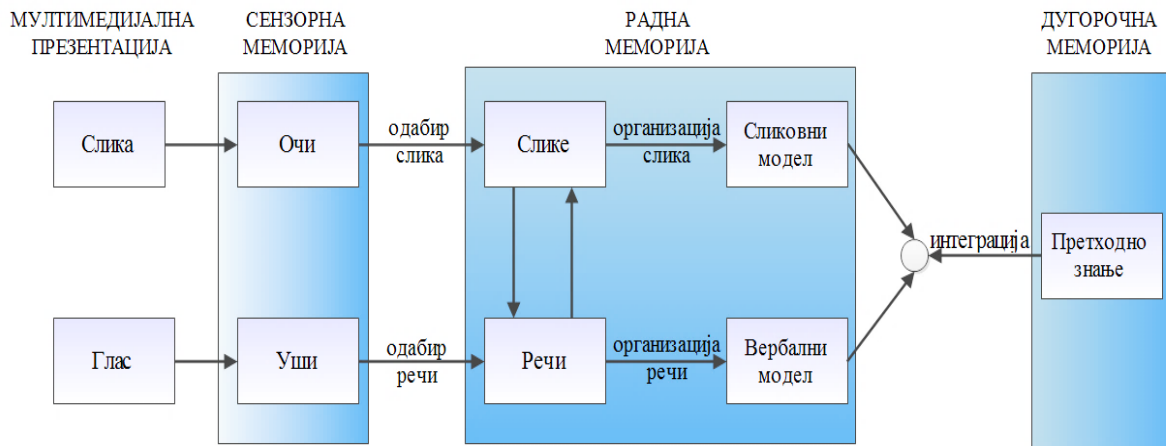 МУЛТИМЕДИЈАЛНА
ПРЕЗЕНТАЦИЈА
СЕНЗОРНА
МЕМОРИЈА
РАДНА
МЕМОРИЈА
ДУГОРОЧНА
МЕМОРИЈА
Слика
Очи
одабир
слика
Слике
организација
слика
Сликовни
модел
интеграција
Претходно
знање
Глас
Уши
одабир
речи
Речи
организација
речи
Вербални
модел